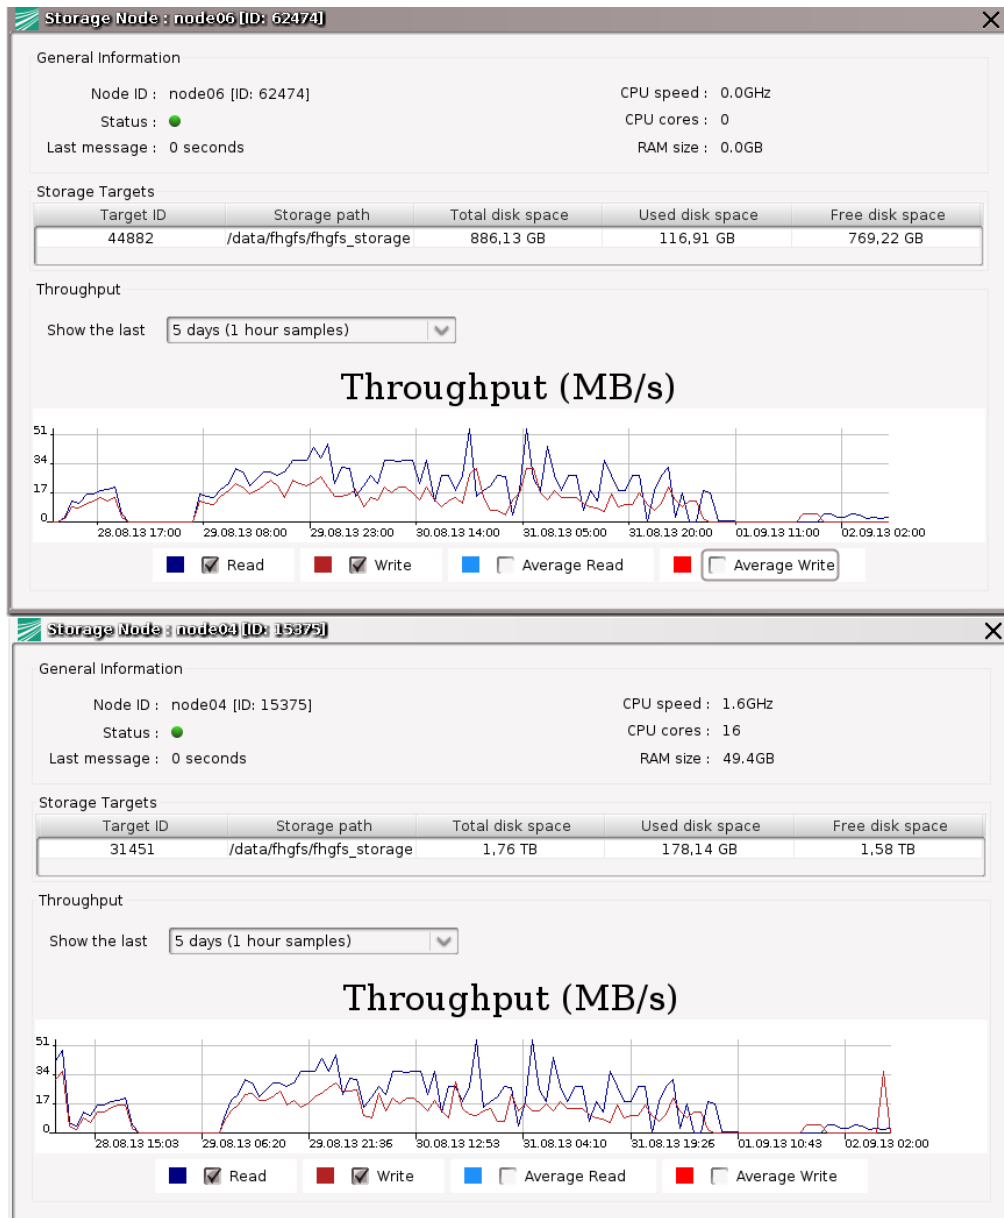 Storage Node : node06 [ID: 62474]
General Information
Node ID : node06 [ID: 62474] CPU speed : 0.0GHz
Status : CPU cores : 0
Last message : 0 seconds RAM size : 0.0GB
Storage Targets
Target ID Storage path Total disk space Used disk space Free disk space
44882 /data/fhgfs/fhgfs_storage 886,13 GB 116,91 GB 769,22 GB
Throughput
Show the last 5 days (1 hour samples)
Throughput (MB/s)
51
34
17
0
28.08.13 17:00 29.08.13 08:00 29.08.13 23:00 30.08.13 14:00 31.08.13 05:00 31.08.13 20:00 01.09.13 11:00 02.09.13 02:00
Read Write Average Read Average Write
Storage Node : node04 [ID: 15375]
General Information
Node ID : node04 [ID: 15375] CPU speed : 1.6GHz
Status : CPU cores : 16
Last message : 0 seconds RAM size : 49.4GB
Storage Targets
Target ID Storage path Total disk space Used disk space Free disk space
31451 /data/fhgfs/fhgfs_storage 1,76 TB 178,14 GB 1,58 TB
Throughput
Show the last 5 days (1 hour samples)
Throughput (MB/s)
51
34
17
0
28.08.13 15:03 29.08.13 06:20 29.08.13 21:36 30.08.13 12:53 31.08.13 04:10 31.08.13 19:26 01.09.13 10:43 02.09.13 02:00
Read Write Average Read Average Write